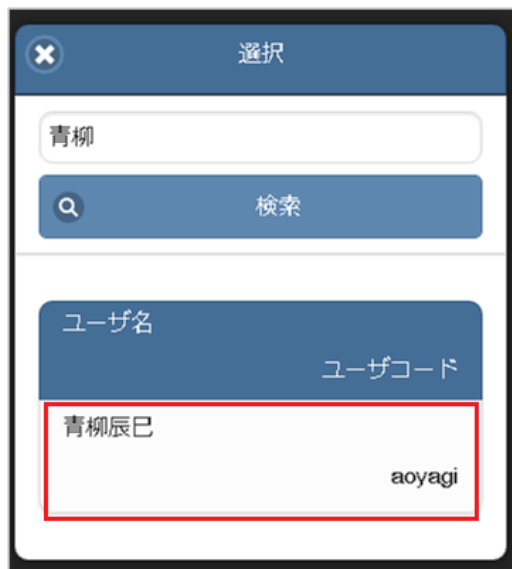 選択
青柳
検索
ユーザ名
ユーザコード
青柳辰巳
aoyagi